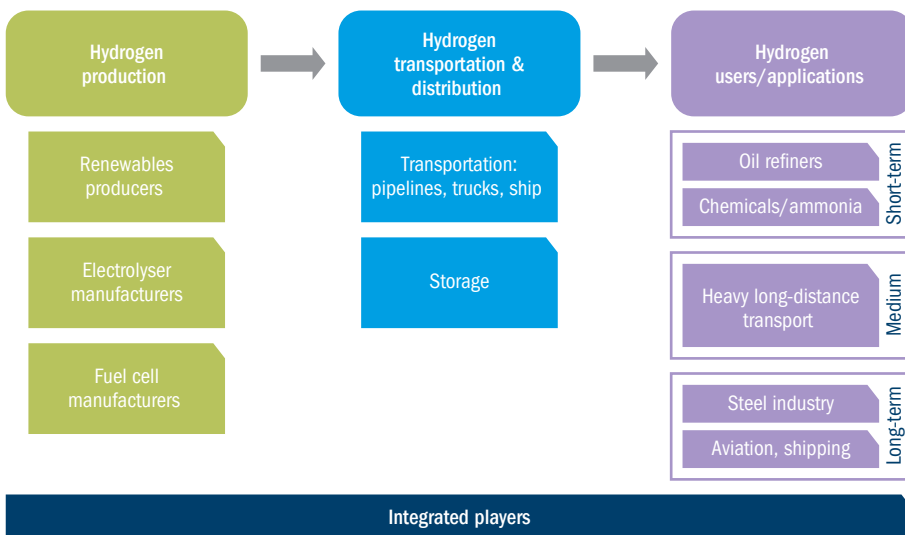 Hydrogen
production
Hydrogen
transportation &
distribution
Hydrogen
users/applications
Renewables
producers
Electrolyser
manufacturers
Fuel cell
manufacturers
Transportation:
pipelines, trucks, ship
Storage
Oil refiners
Chemicals/ammonia
Short-term
Heavy long-distance
transport
Medium
Steel industry
Aviation, shipping
Long-term
Integrated players